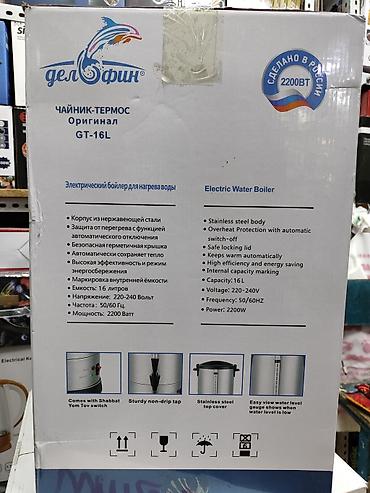 делофин®
СДЕЛАНО В РОССИИ
2200ВТ
ЧАЙНИК-ТЕРМОС
Оригинал
GT-16L
Электрический бойлер для нагрева воды
• Корпус из нержавеющей стали
• Защита от перегрева с функцией
автоматического отключения
• Безопасная герметичная крышка
• Автоматически сохраняет тепло
• Высокая эффективность и режим
энергосбережения
• Маркировка внутренней ёмкости
• Емкость: 16 литров
• Напряжение: 220-240 Вольт
• Частота: 50/60 Гц.
• Мощность: 2200 Ватт
Electric Water Boiler
• Stainless steel body
• Overheat Protection with automatic
switch-off
• Safe locking lid
• Keeps warm automatically
• High efficiency and energy saving
• Internal capacity marking
• Capacity: 16 L
• Voltage: 220-240V
• Frequency: 50/60HZ
• Power: 2200W
Comes with Shabbat
Yom Tov switch
Sturdy non-drip tap
Stainless steel
top cover
Easy view water level
gauge shows when
water level is low
Electrical Ke